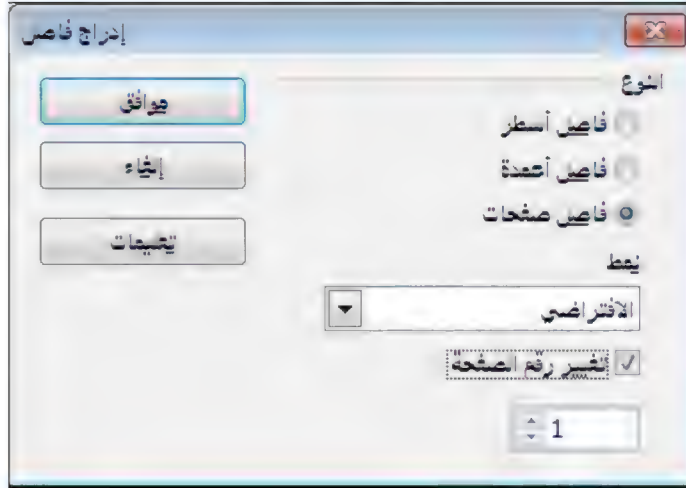 إدراج فاصل
النوع
فاصل أسطر
فاصل أعمدة
فاصل صفحات
نمط
الافتراضي
تغيير رقم الصفحة
1
موافق
إلغاء
تعليمات